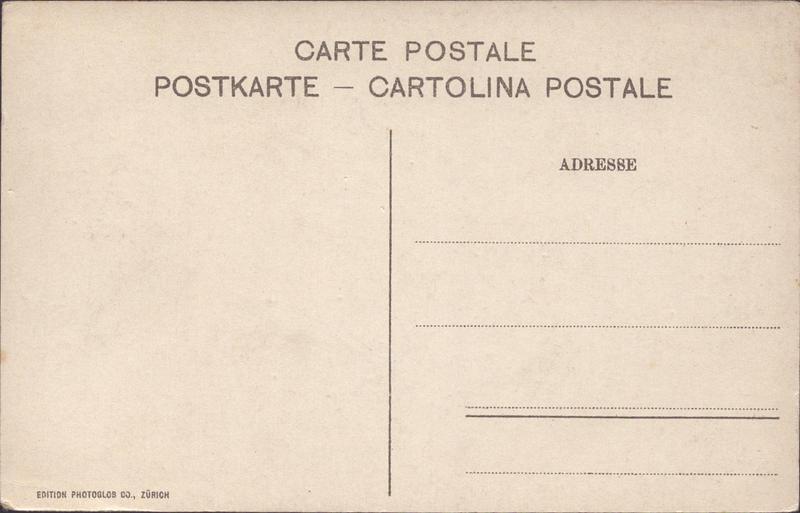 CARTE POSTALE
POSTKARTE – CARTOLINA POSTALE
ADRESSE
EDITION PHOTOGLOB CO., ZÜRICH